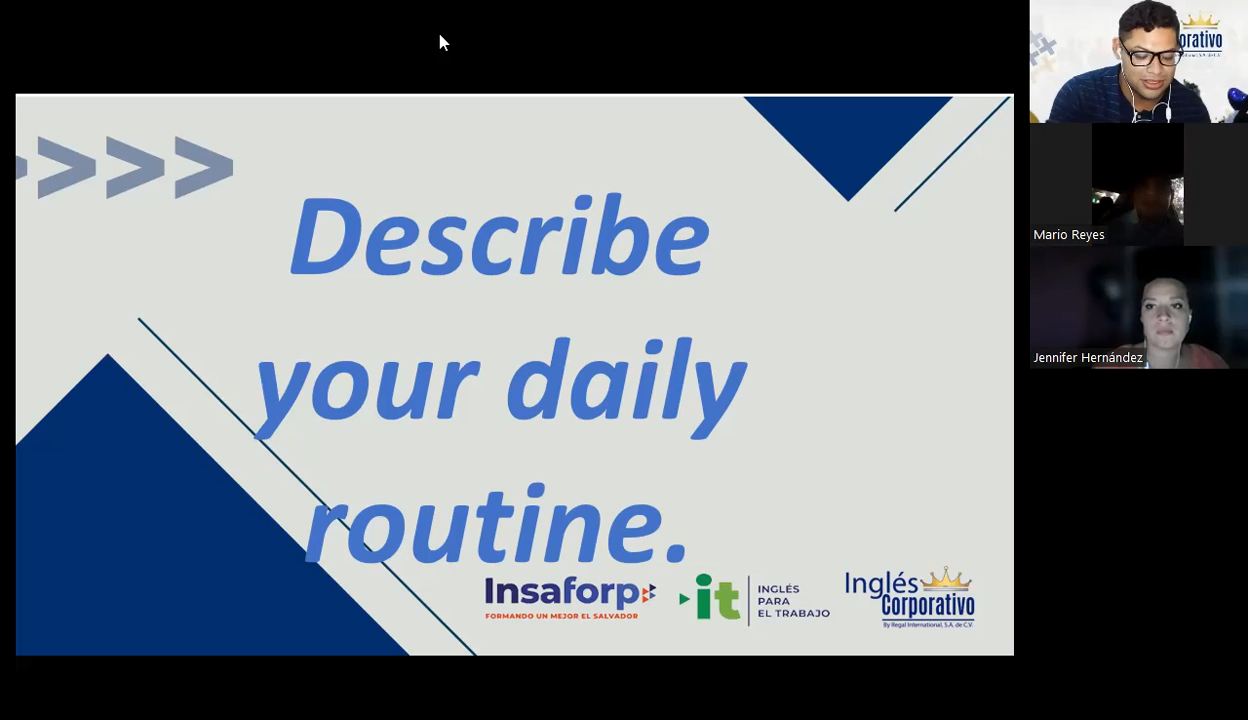 >>>>
Describe
your daily
routine.
Insaforp
FORMANDO UN MEJOR EL SALVADOR
it
INGLÉS
PARA
EL TRABAJO
Inglés
Corporativo
By Regal International, S.A. de C.V.
orativo
Mario Reyes
Jennifer Hernández